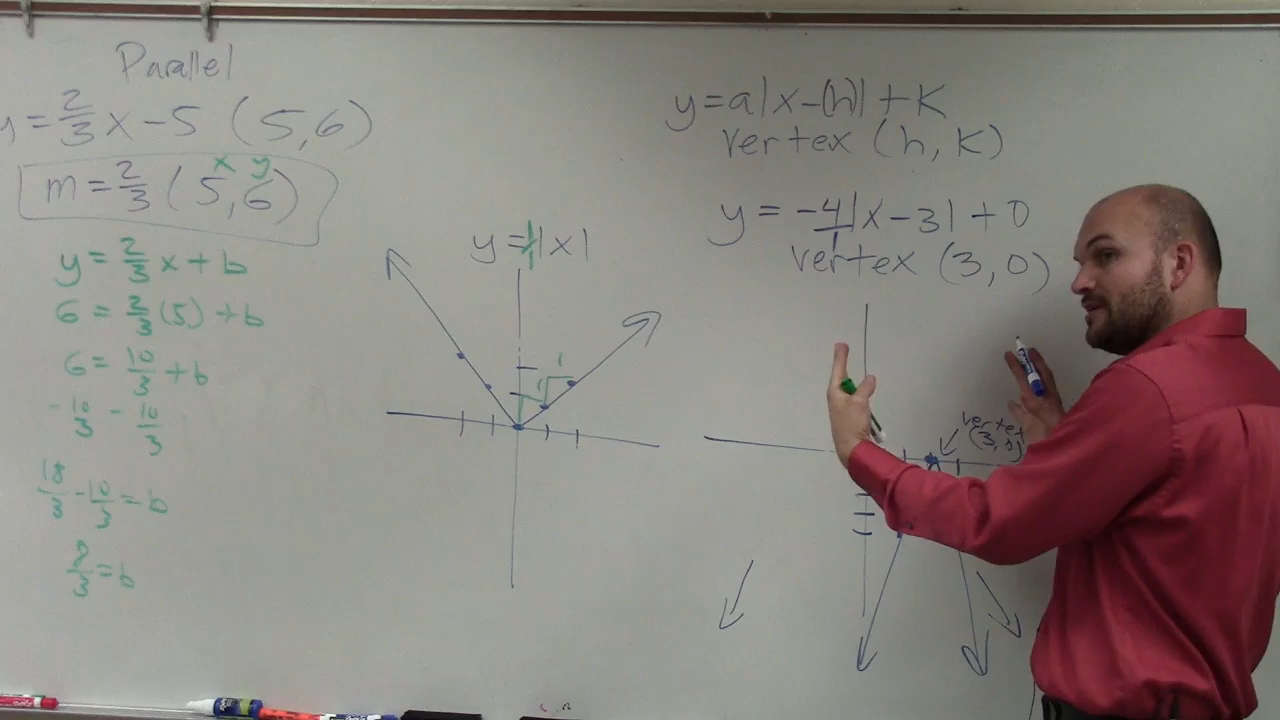 Parallel
y = 2/3 x - 5 (5,6)
x y
m = 2/3 (5,6)
y = 2/3 x + b
6 = 2/3 (5) + b
6 = 10/3 + b
-10/3 -10/3
18/3 - 10/3 = b
8/3 = b
y = 1/1|x|
1
1
y = a|x-(h)| + K
vertex (h, K)
y = -4/1|x-3| + 0
vertex (3,0)
vertex